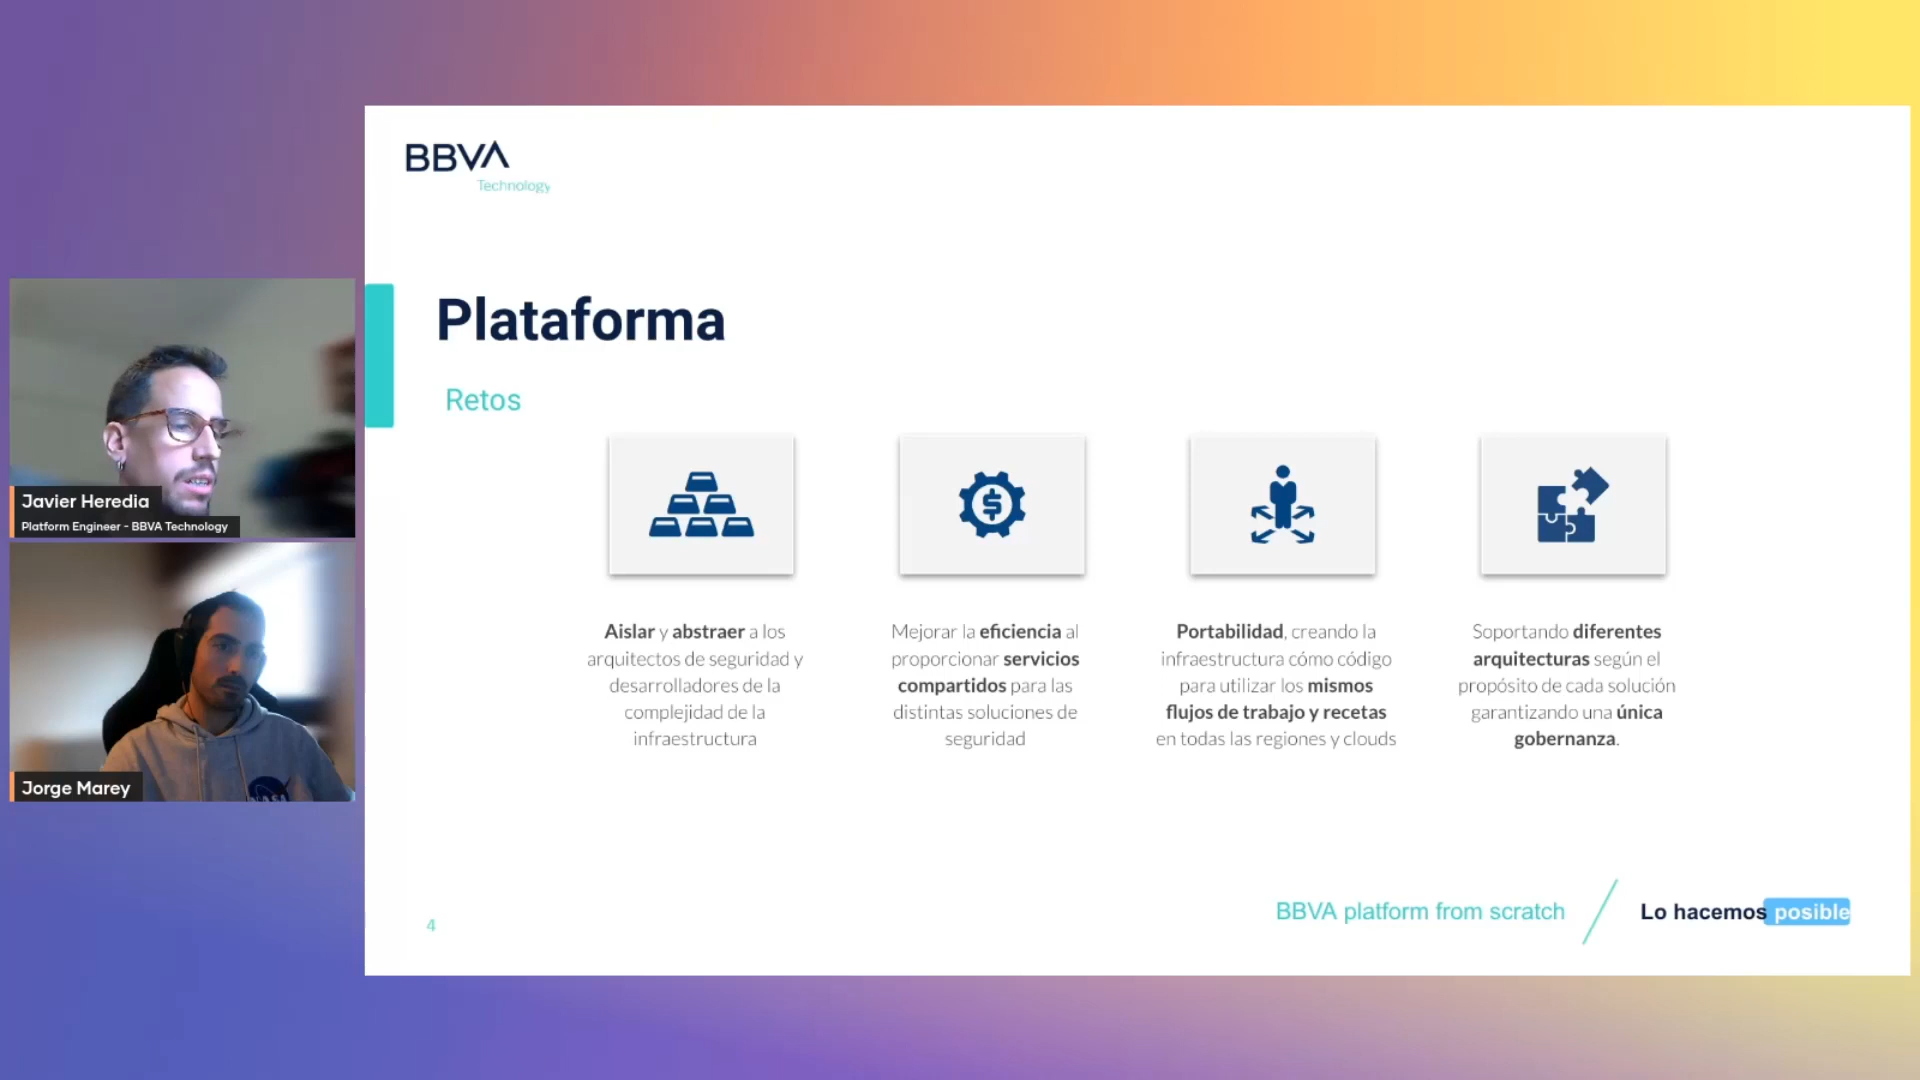 BBVA
Technology
Plataforma
Retos
Aislar y abstraer a los
arquitectos de seguridad y
desarrolladores de la
complejidad de la
infraestructura
Mejorar la eficiencia al
proporcionar servicios
compartidos para las
distintas soluciones de
seguridad
Portabilidad, creando la
infraestructura cómo código
para utilizar los mismos
flujos de trabajo y recetas
en todas las regiones y clouds
Soportando diferentes
arquitecturas según el
propósito de cada solución
garantizando una única
gobernanza.
4
BBVA platform from scratch
Lo hacemos posible
Javier Heredia
Platform Engineer - BBVA Technology
Jorge Marey
NASA